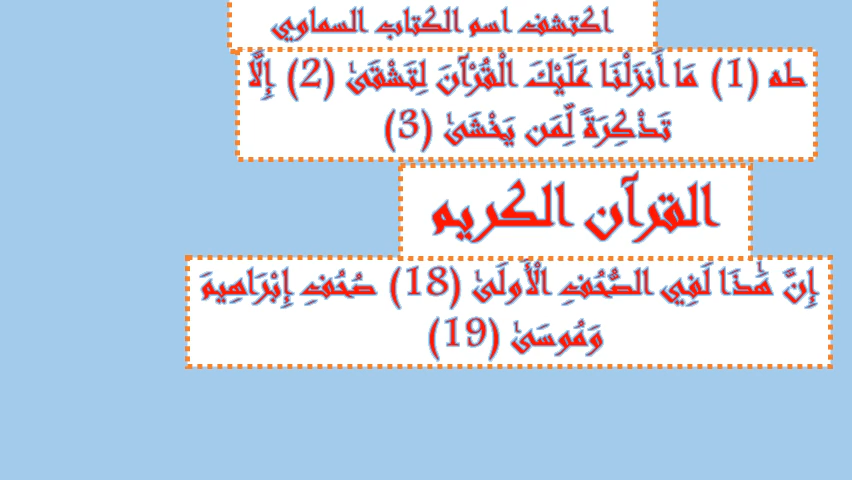 اكتشف اسم الكتاب السماوي
طه (1) مَا أَنزَلْنَا عَلَيْكَ الْقُرْآنَ لِتَشْقَىٰ (2) إِلَّا
تَذْكِرَةً لِّمَن يَخْشَىٰ (3)
القرآن الكريم
إِنَّ هَٰذَا لَفِي الصُّحُفِ الْأُولَىٰ (18) صُحُفِ إِبْرَاهِيمَ
وَمُوسَىٰ (19)